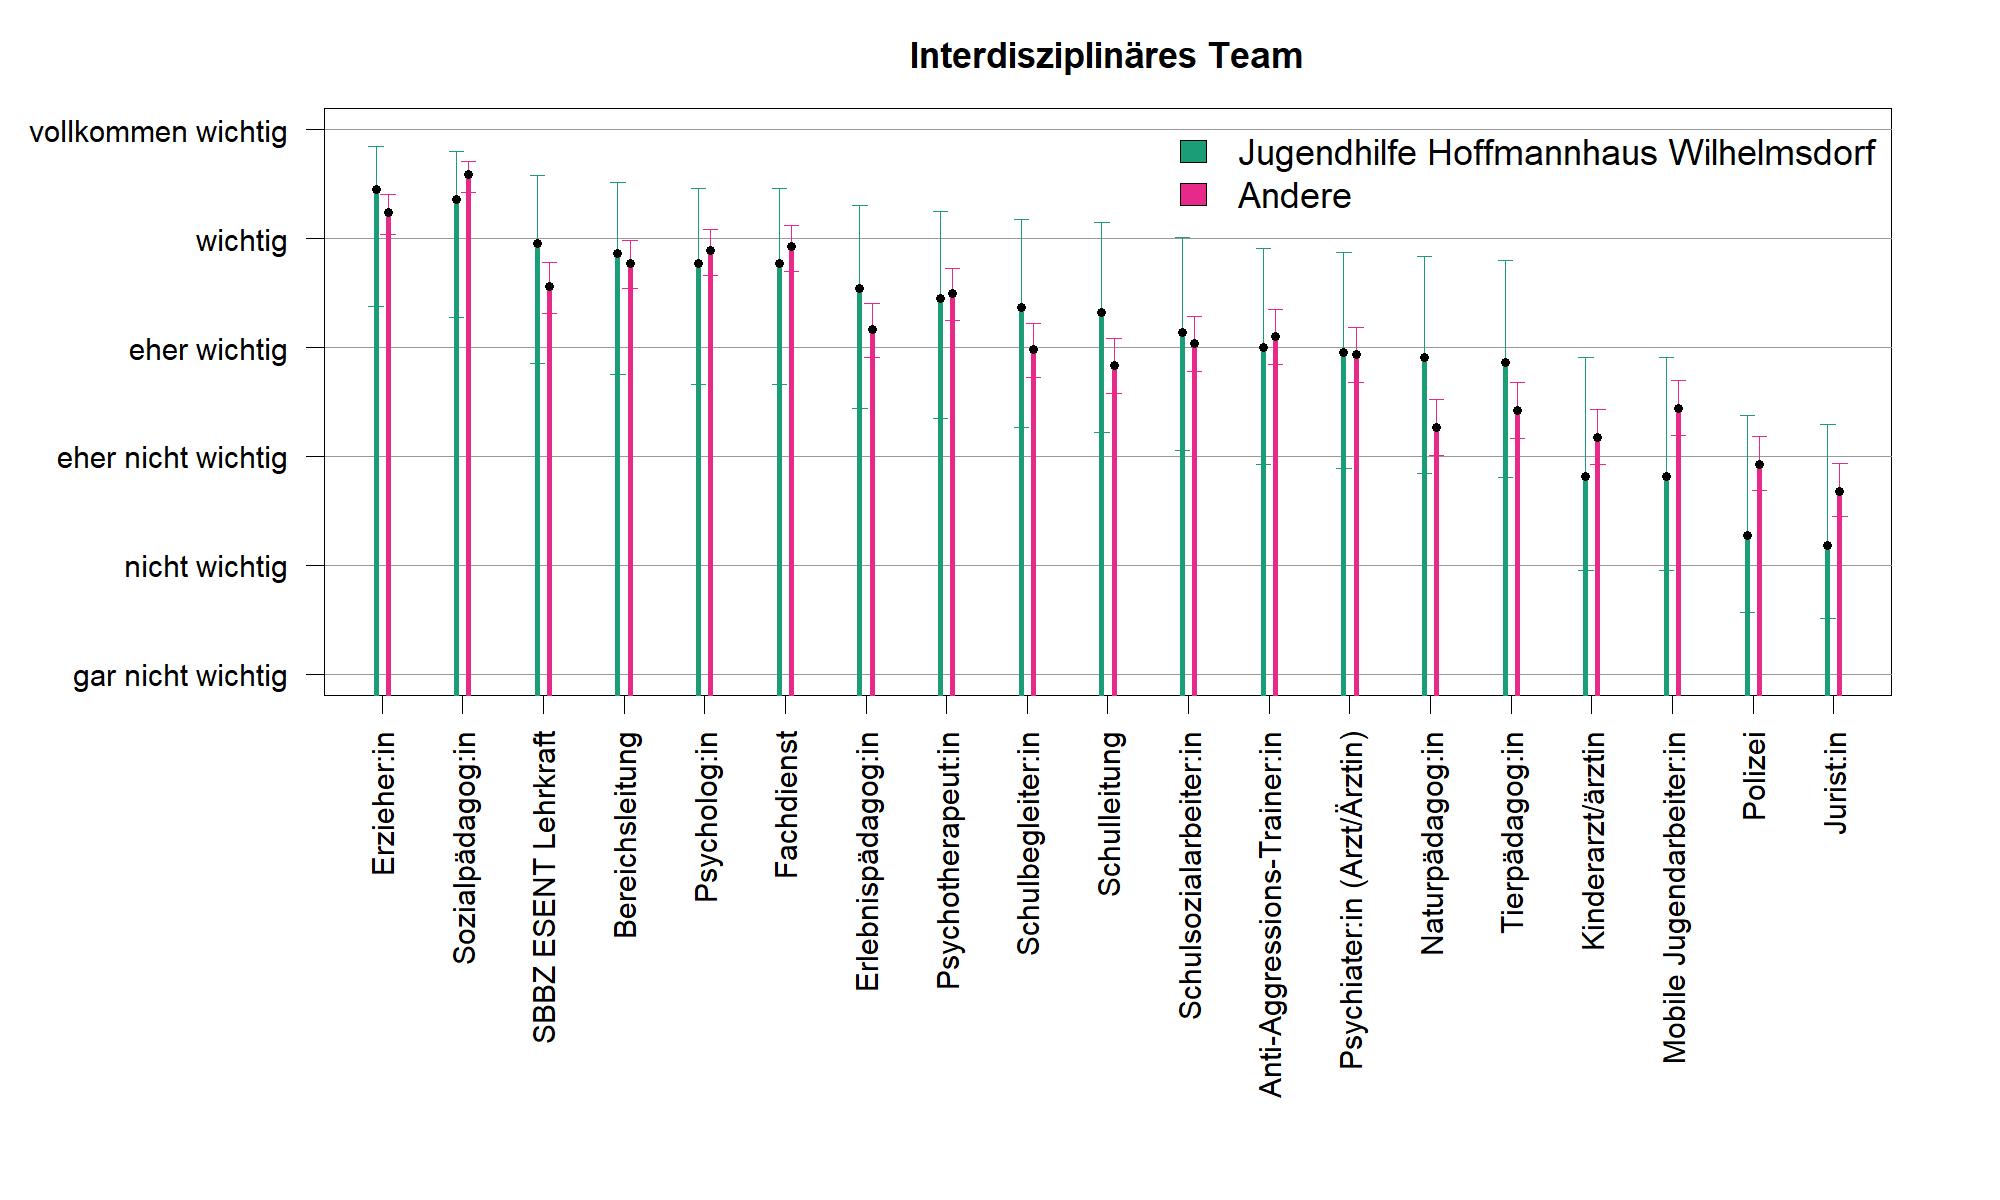 Interdisziplinäres Team
vollkommen wichtig
wichtig
eher wichtig
eher nicht wichtig
nicht wichtig
gar nicht wichtig
Jugendhilfe Hoffmannhaus Wilhelmsdorf
Andere
Erzieher:in
Sozialpädagog:in
SBBZ ESENT Lehrkraft
Bereichsleitung
Psycholog:in
Fachdienst
Erlebnispädagog:in
Psychotherapeut:in
Schulbegleiter:in
Schulleitung
Schulsozialarbeiter:in
Anti-Aggressions-Trainer:in
Psychiater:in (Arzt/Ärztin)
Naturpädagog:in
Tierpädagog:in
Kinderarzt/ärztin
Mobile Jugendarbeiter:in
Polizei
Jurist:in